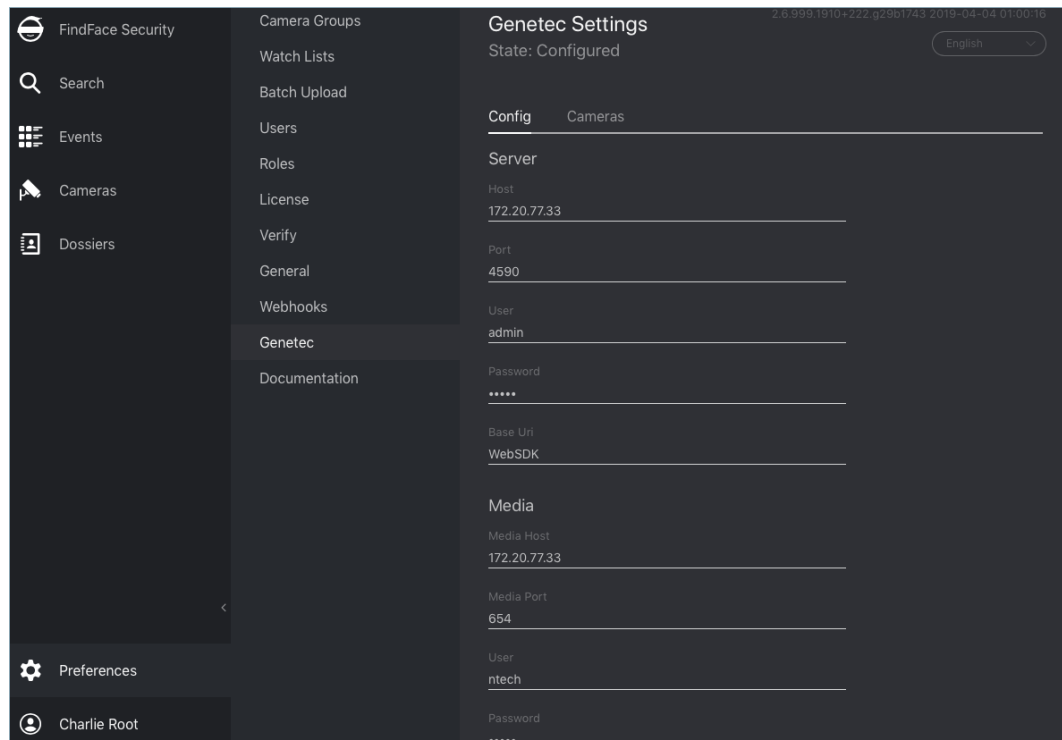 FindFace Security
Search
Events
Cameras
Dossiers
Preferences
Charlie Root
Camera Groups
Watch Lists
Batch Upload
Users
Roles
License
Verify
General
Webhooks
Genetec
Documentation
2.6.999.1910+222.g29b1743 2019-04-04 01:00:16
Genetec Settings
State: Configured
English
Config Cameras
Server
Host
172.20.77.33
Port
4590
User
admin
Password
•••••
Base Uri
WebSDK
Media
Media Host
172.20.77.33
Media Port
654
User
ntech
Password